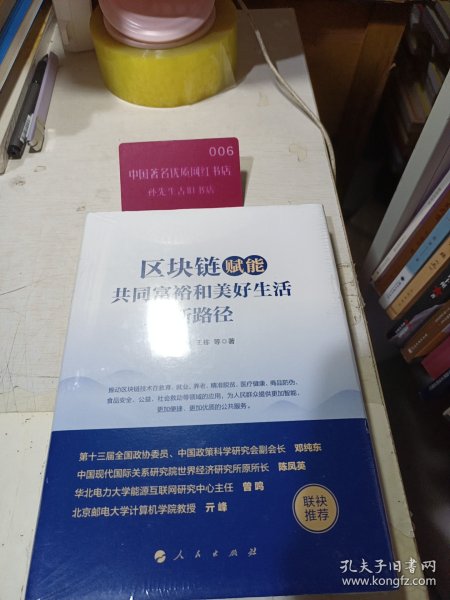 006
中国著名优质网红书店
孙先生古旧书店
区块链赋能
共同富裕和美好生活
新路径
王栋 等◎著
推动区块链技术在教育、就业、养老、精准脱贫、医疗健康、商品防伪、
食品安全、公益、社会救助等领域的应用，为人民群众提供更加智能、
更加便捷、更加优质的公共服务。
第十三届全国政协委员、中国政策科学研究会副会长 邓纯东
中国现代国际关系研究院世界经济研究所原所长 陈凤英
华北电力大学能源互联网研究中心主任 曾鸣
北京邮电大学计算机学院教授 亓峰
联袂
推荐
人民出版社
孔夫子旧书网
www.kongfz.com